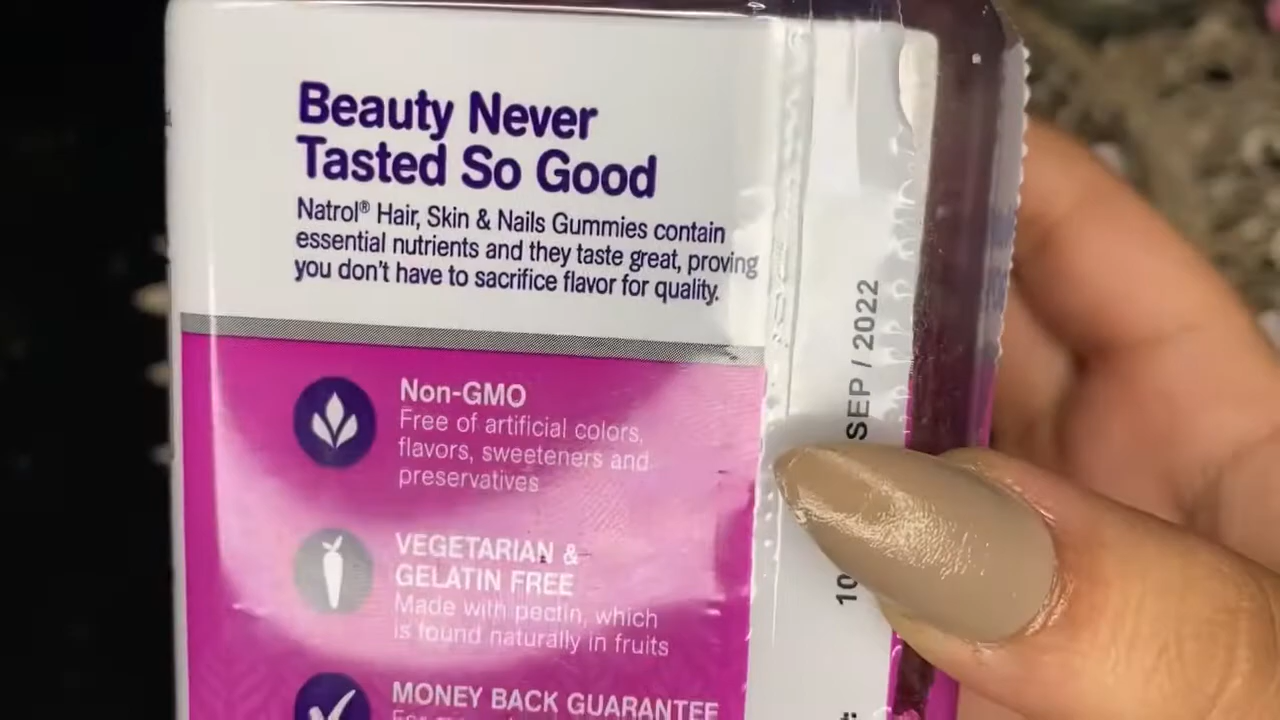 Beauty Never
Tasted So Good
Natrol® Hair, Skin & Nails Gummies contain
essential nutrients and they taste great, proving
you don't have to sacrifice flavor for quality.
Non-GMO
Free of artificial colors,
flavors, sweeteners and
preservatives
VEGETARIAN &
GELATIN FREE
Made with pectin, which
is found naturally in fruits
MONEY BACK GUARANTEE
SEP / 2022
10